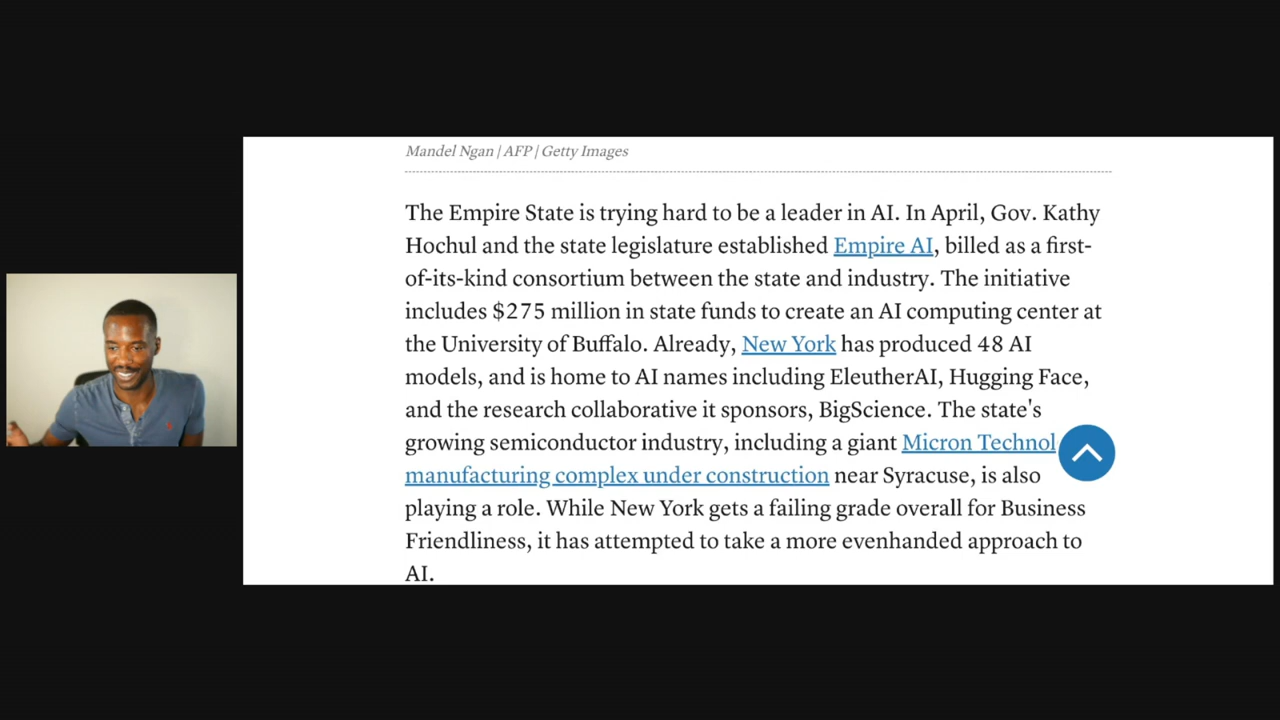 Mandel Ngan | AFP | Getty Images
The Empire State is trying hard to be a leader in AI. In April, Gov. Kathy
Hochul and the state legislature established Empire AI, billed as a first-
of-its-kind consortium between the state and industry. The initiative
includes $275 million in state funds to create an AI computing center at
the University of Buffalo. Already, New York has produced 48 AI
models, and is home to AI names including EleutherAI, Hugging Face,
and the research collaborative it sponsors, BigScience. The state's
growing semiconductor industry, including a giant Micron Technol
manufacturing complex under construction near Syracuse, is also
playing a role. While New York gets a failing grade overall for Business
Friendliness, it has attempted to take a more evenhanded approach to
AI.